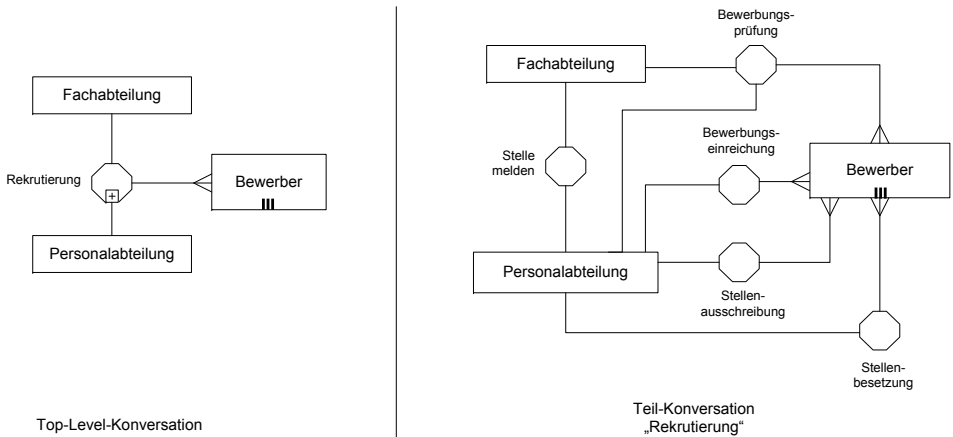 Fachabteilung
Rekrutierung
Bewerber
Personalabteilung
Top-Level-Konversation
Bewerbungs-
prüfung
Fachabteilung
Stelle
melden
Bewerbungs-
einreichung
Bewerber
Personalabteilung
Stellen-
ausschreibung
Stellen-
besetzung
Teil-Konversation
„Rekrutierung“